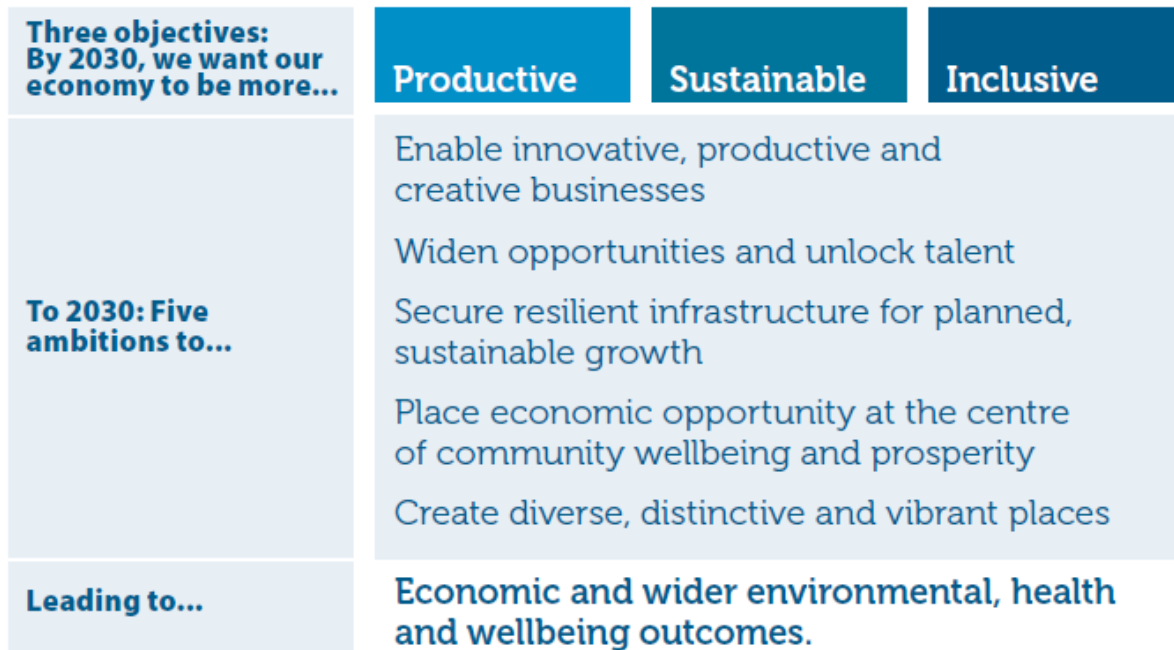 Three objectives:
By 2030, we want our
economy to be more...
Productive
Sustainable
Inclusive
To 2030: Five
ambitions to...
Enable innovative, productive and
creative businesses
Widen opportunities and unlock talent
Secure resilient infrastructure for planned,
sustainable growth
Place economic opportunity at the centre
of community wellbeing and prosperity
Create diverse, distinctive and vibrant places
Leading to...
Economic and wider environmental, health
and wellbeing outcomes.